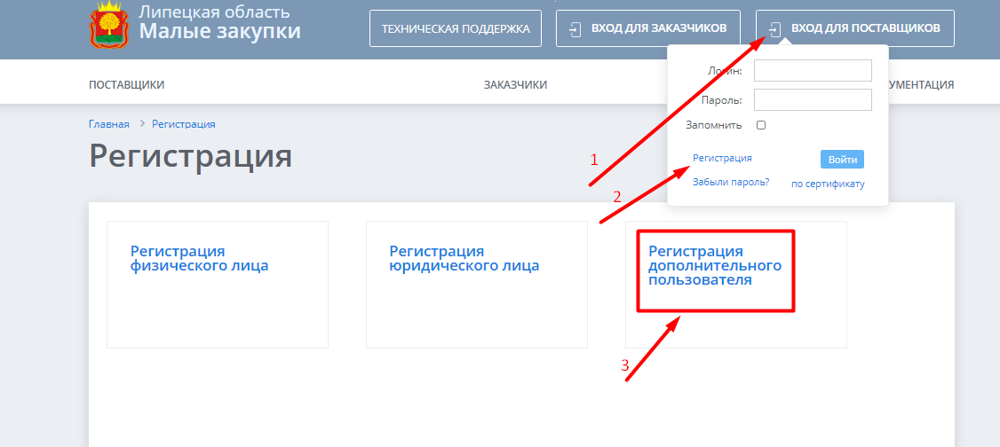 Липецкая область
Малые закупки
ТЕХНИЧЕСКАЯ ПОДДЕРЖКА
ВХОД ДЛЯ ЗАКАЗЧИКОВ
ВХОД ДЛЯ ПОСТАВЩИКОВ
ПОСТАВЩИКИ
ЗАКАЗЧИКИ
УМЕНТАЦИЯ
Логин:
Пароль:
Запомнить
Регистрация
Войти
Забыли пароль?
по сертификату
Главная > Регистрация
Регистрация
1
2
Регистрация
физического лица
Регистрация
юридического лица
Регистрация
дополнительного
пользователя
3